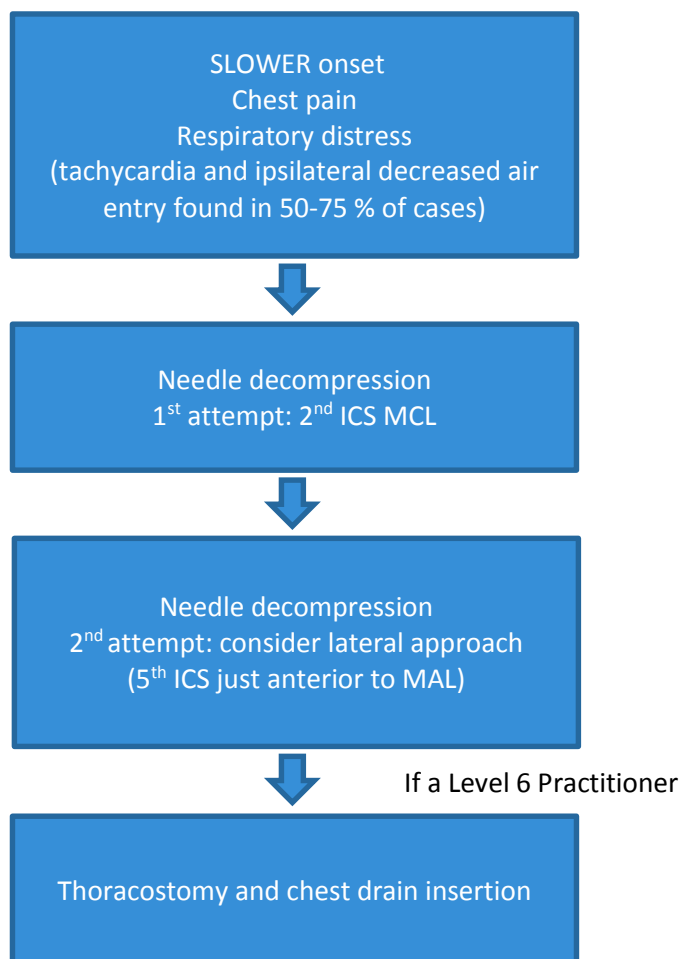 SLOWER onset
Chest pain
Respiratory distress
(tachycardia and ipsilateral decreased air
entry found in 50-75 % of cases)
Needle decompression
1st attempt: 2nd ICS MCL
Needle decompression
2nd attempt: consider lateral approach
(5th ICS just anterior to MAL)
If a Level 6 Practitioner
Thoracostomy and chest drain insertion